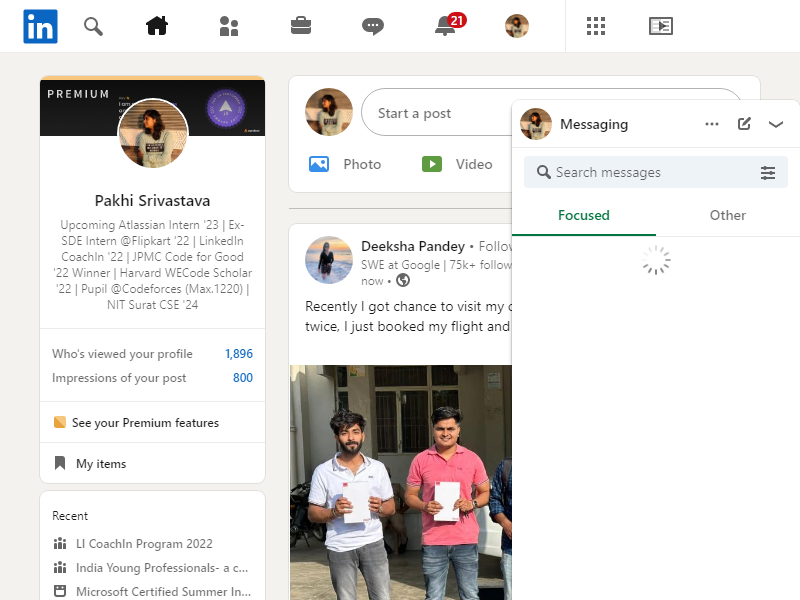 in
21
PREMIUM
Pakhi Srivastava
Upcoming Atlassian Intern '23 | Ex-
SDE Intern @Flipkart '22 | LinkedIn
CoachIn '22 | JPMC Code for Good
'22 Winner | Harvard WECode Scholar
'22 | Pupil @Codeforces (Max.1220) |
NIT Surat CSE '24
Who's viewed your profile 1,896
Impressions of your post 800
See your Premium features
My items
Recent
LI CoachIn Program 2022
India Young Professionals- a c...
Microsoft Certified Summer In...
Start a post
Photo Video
Deeksha Pandey • Follow
SWE at Google | 75k+ follow
now •
Recently I got chance to visit my
twice, I just booked my flight and
Messaging
Search messages
Focused Other